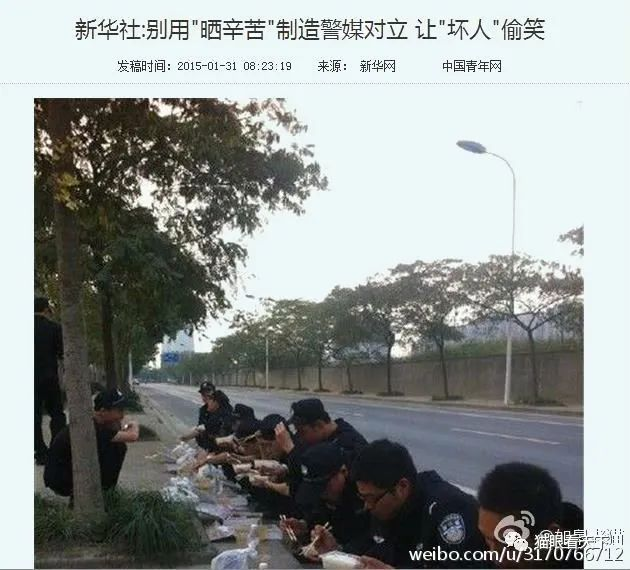 新华社:别用"晒辛苦"制造警媒对立 让"坏人"偷笑
发稿时间：2015-01-31 08:23:19 来源： 新华网 中国青年网
weibo.com/u/3170766712